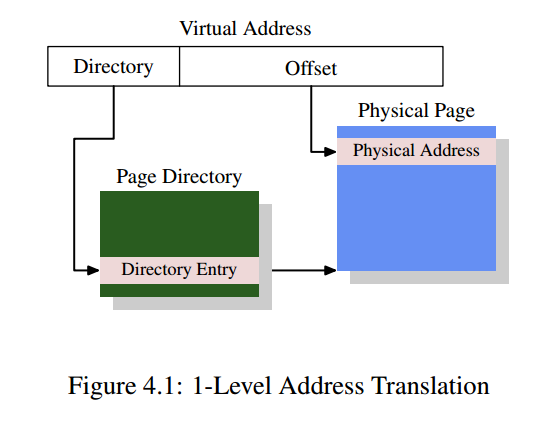 Virtual Address
Directory
Offset
Physical Page
Physical Address
Page Directory
Directory Entry
Figure 4.1: 1-Level Address Translation